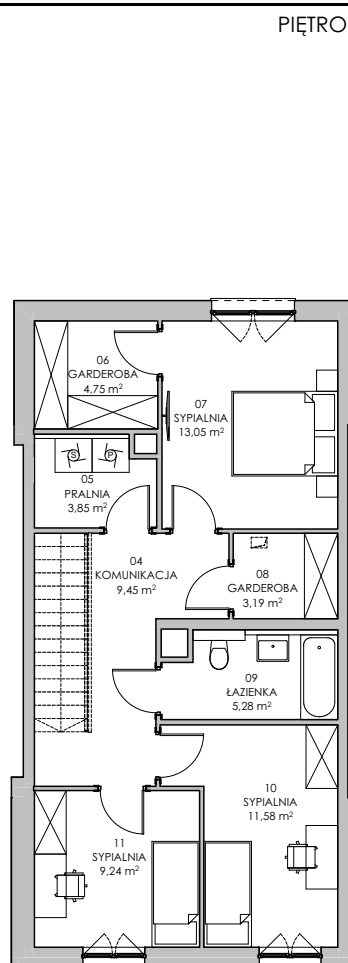 PIĘTRO
06
GARDEROBA
4,75 m²
07
SYPIALNIA
13,05 m²
S P
05
PRALNIA
3,85 m²
04
KOMUNIKACJA
9,45 m²
08
GARDEROBA
3,19 m²
09
ŁAZIENKA
5,28 m²
10
SYPIALNIA
11,58 m²
11
SYPIALNIA
9,24 m²